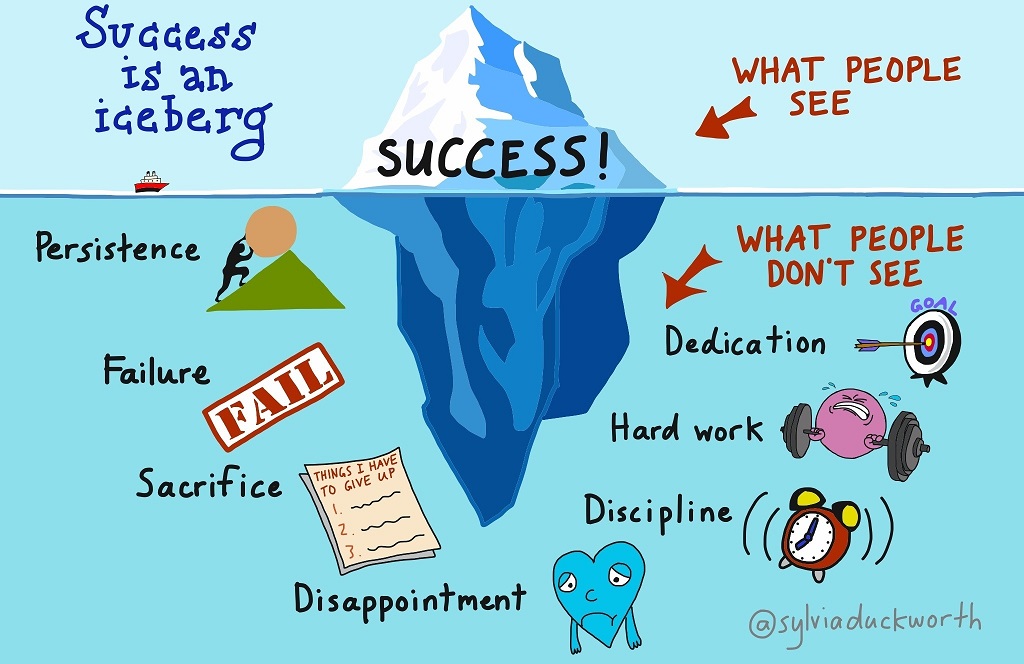 Success
is an
iceberg
WHAT PEOPLE
SEE
SUCCESS!
WHAT PEOPLE
DON'T SEE
Persistence
GOAL
Dedication
Failure
FAIL
Hard work
Sacrifice
THINGS I HAVE
TO GIVE UP
1.
2.
3.
Discipline
Disappointment
@sylviaduckworth